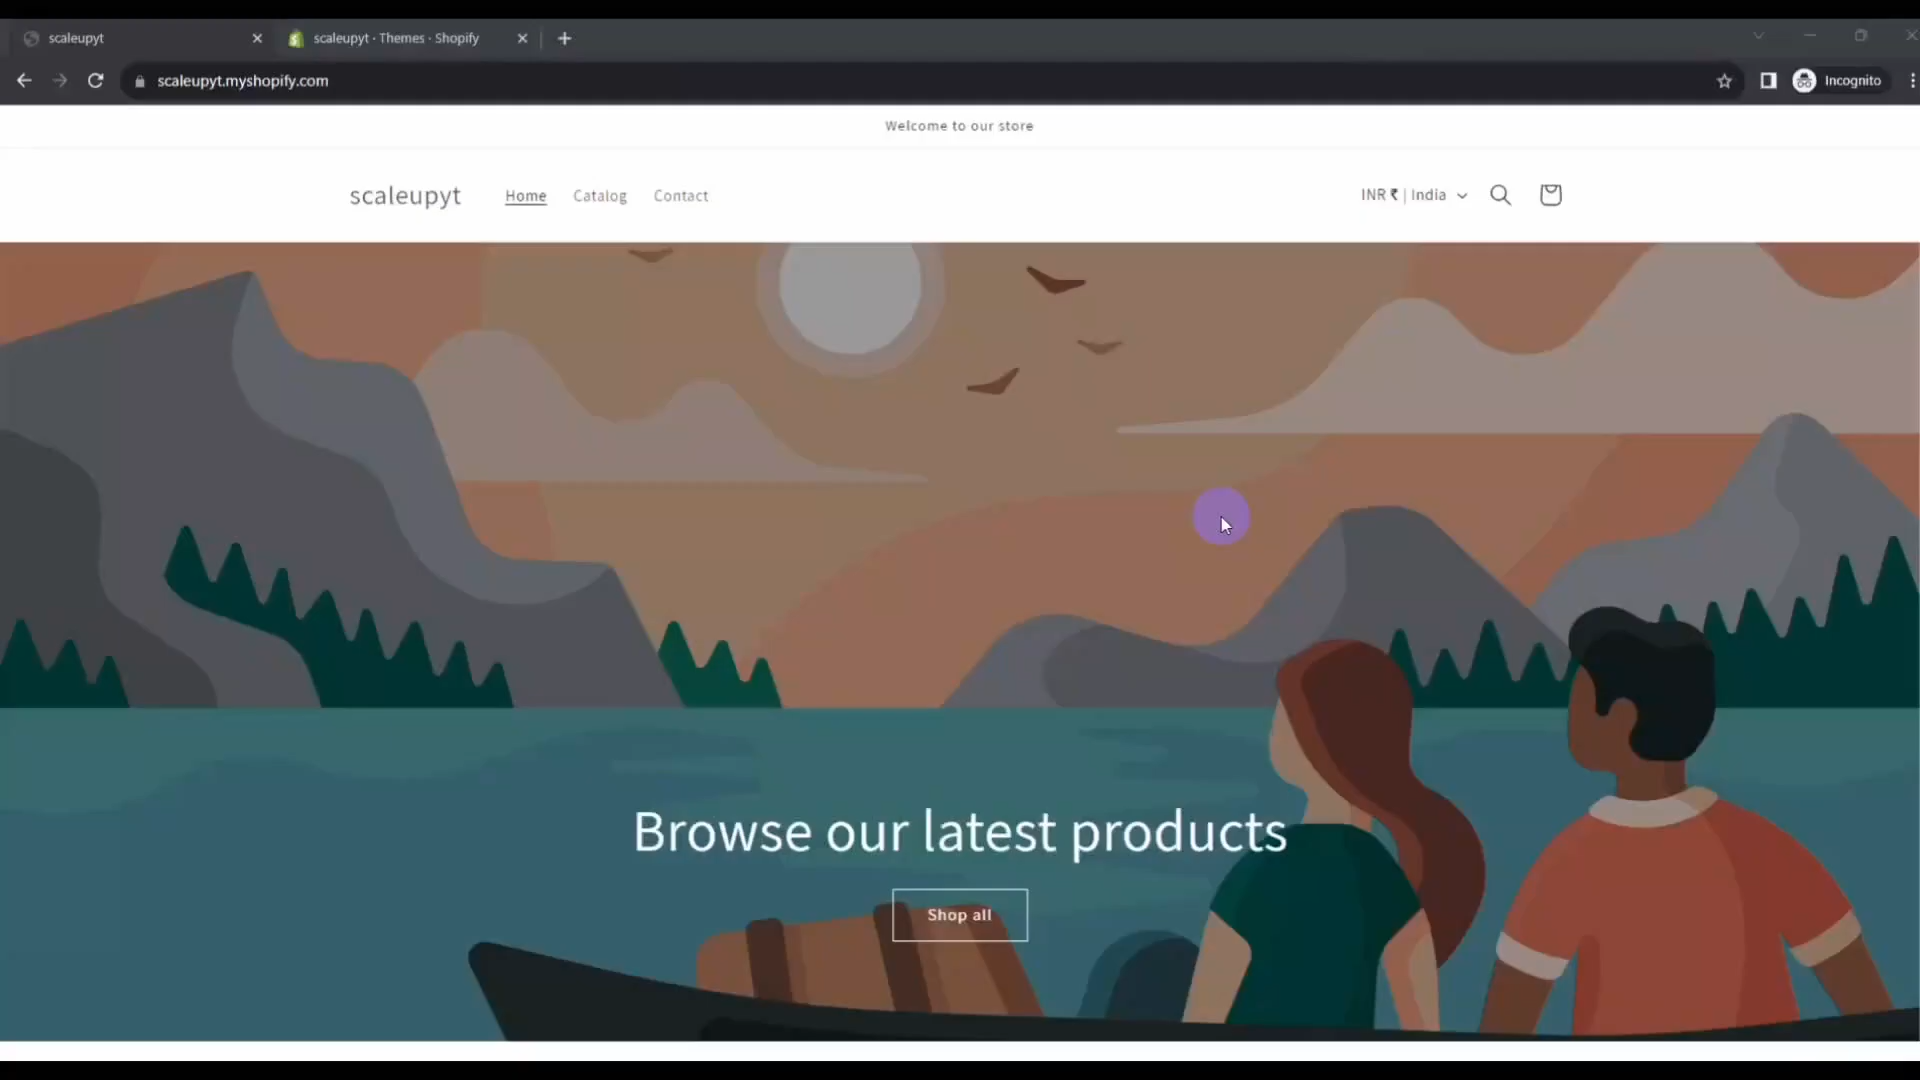 scaleupyt
scaleupyt · Themes · Shopify
scaleupyt.myshopify.com
Incognito
Welcome to our store
scaleupyt
Home
Catalog
Contact
INR ₹ | India
Browse our latest products
Shop all